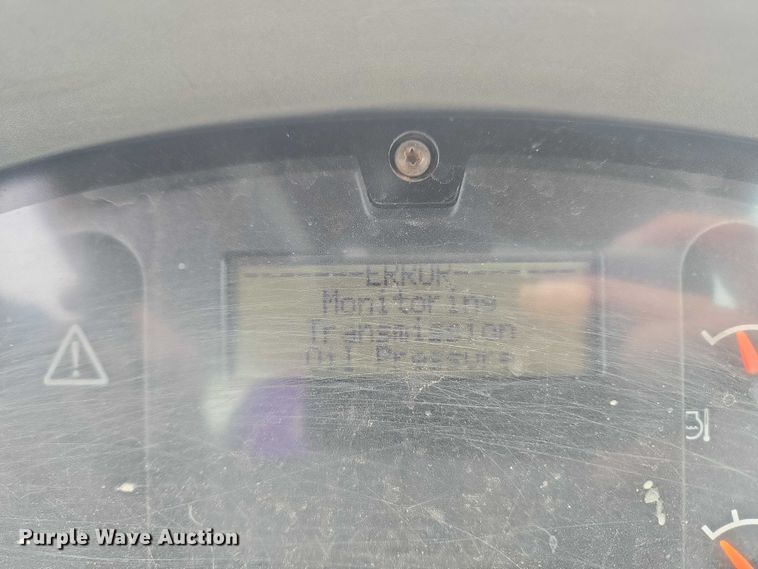 -------ERROR-------
Monitoring
Transmission
Oil Pressure
Purple Wave Auction